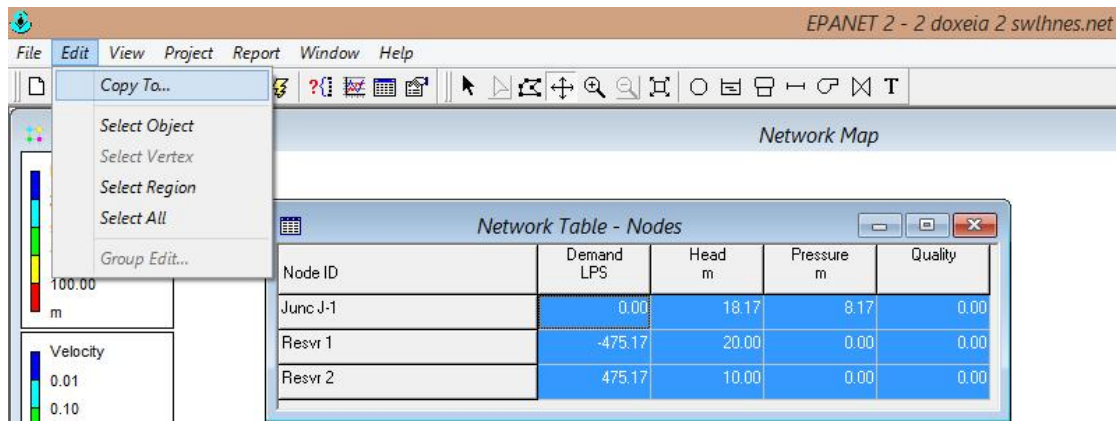 EPANET 2 - 2 doxeia 2 swlhnes.net
File Edit View Project Report Window Help
Copy To...
Select Object
Select Vertex
Select Region
Select All
Group Edit...
T
Network Map
100.00
m
Velocity
0.01
0.10
Network Table - Nodes
Node ID Demand LPS Head m Pressure m Quality
Junc J-1 0.00 18.17 8.17 0.00
Resvr 1 -475.17 20.00 0.00 0.00
Resvr 2 475.17 10.00 0.00 0.00